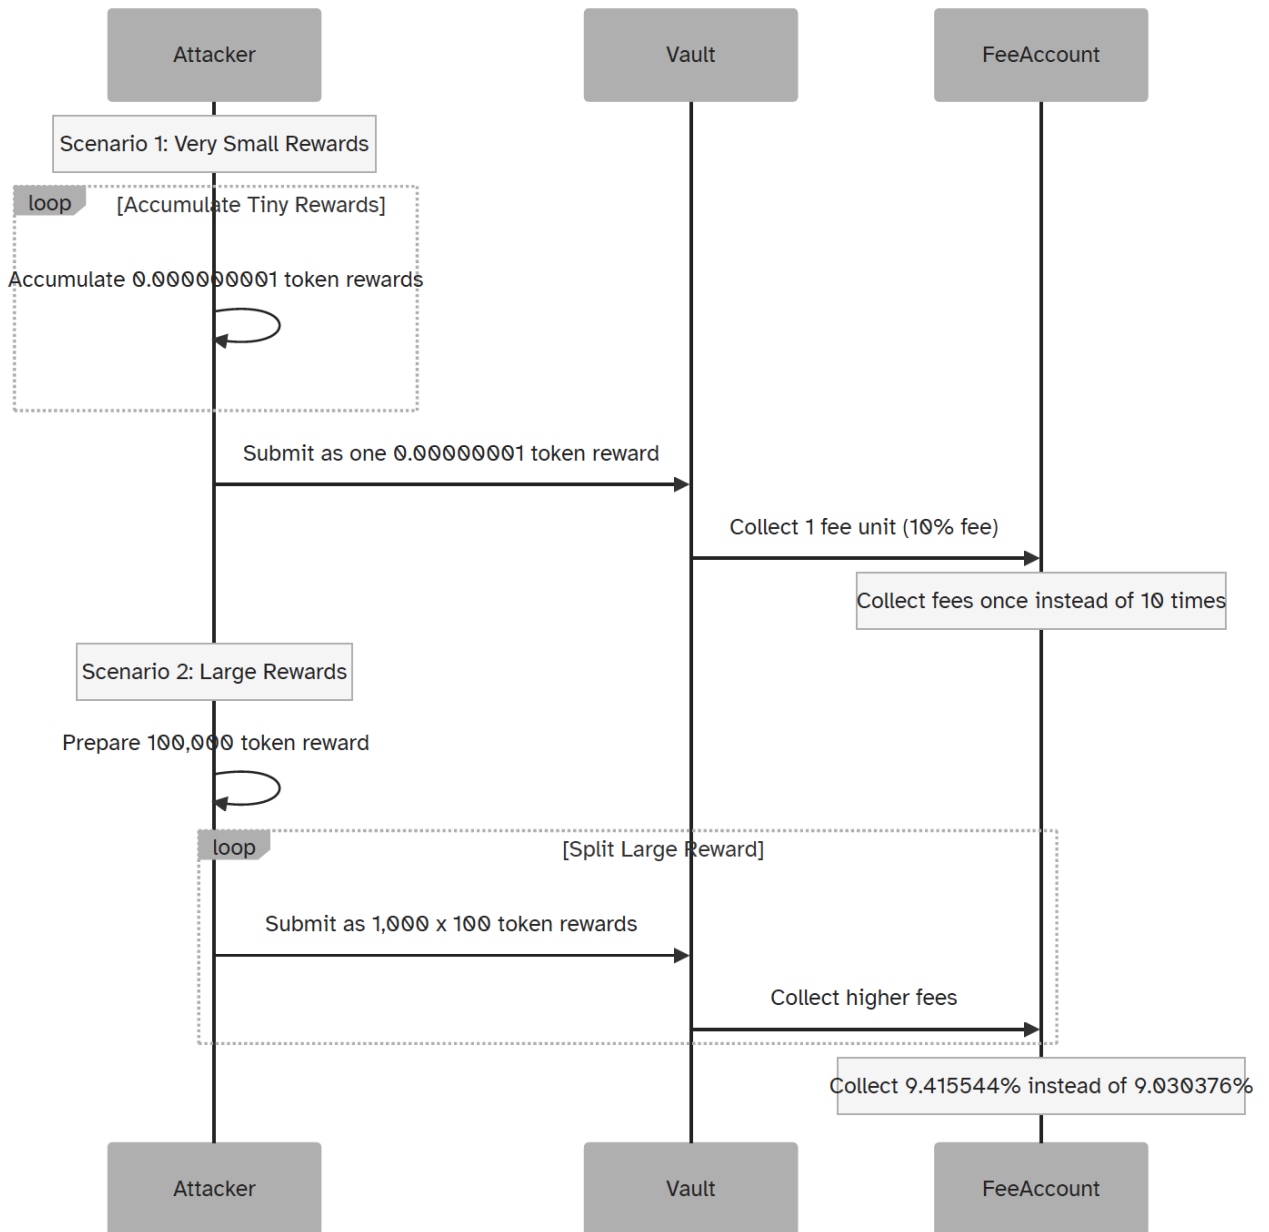 Attacker
Vault
FeeAccount
Scenario 1: Very Small Rewards
loop
[Accumulate Tiny Rewards]
Accumulate 0.000000001 token rewards
Submit as one 0.00000001 token reward
Collect 1 fee unit (10% fee)
Collect fees once instead of 10 times
Scenario 2: Large Rewards
Prepare 100,000 token reward
loop
[Split Large Reward]
Submit as 1,000 x 100 token rewards
Collect higher fees
Collect 9.415544% instead of 9.030376%
Attacker
Vault
FeeAccount